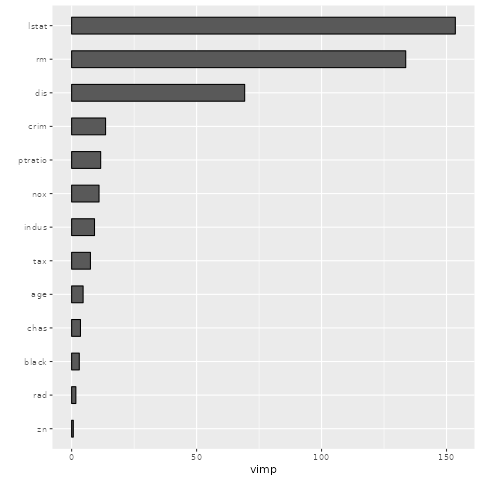 lstat
rm
dis
crim
ptratio
nox
indus
tax
age
chas
black
rad
zn
0 50 100 150
vimp